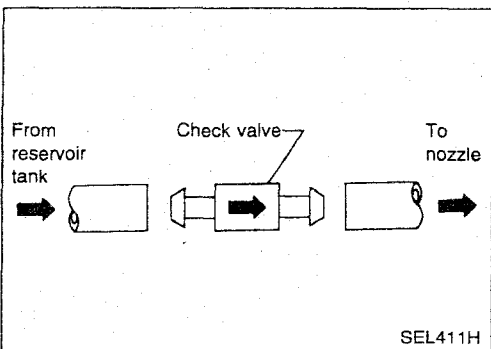 From
reservoir
tank
Check valve
To
nozzle
SEL411H